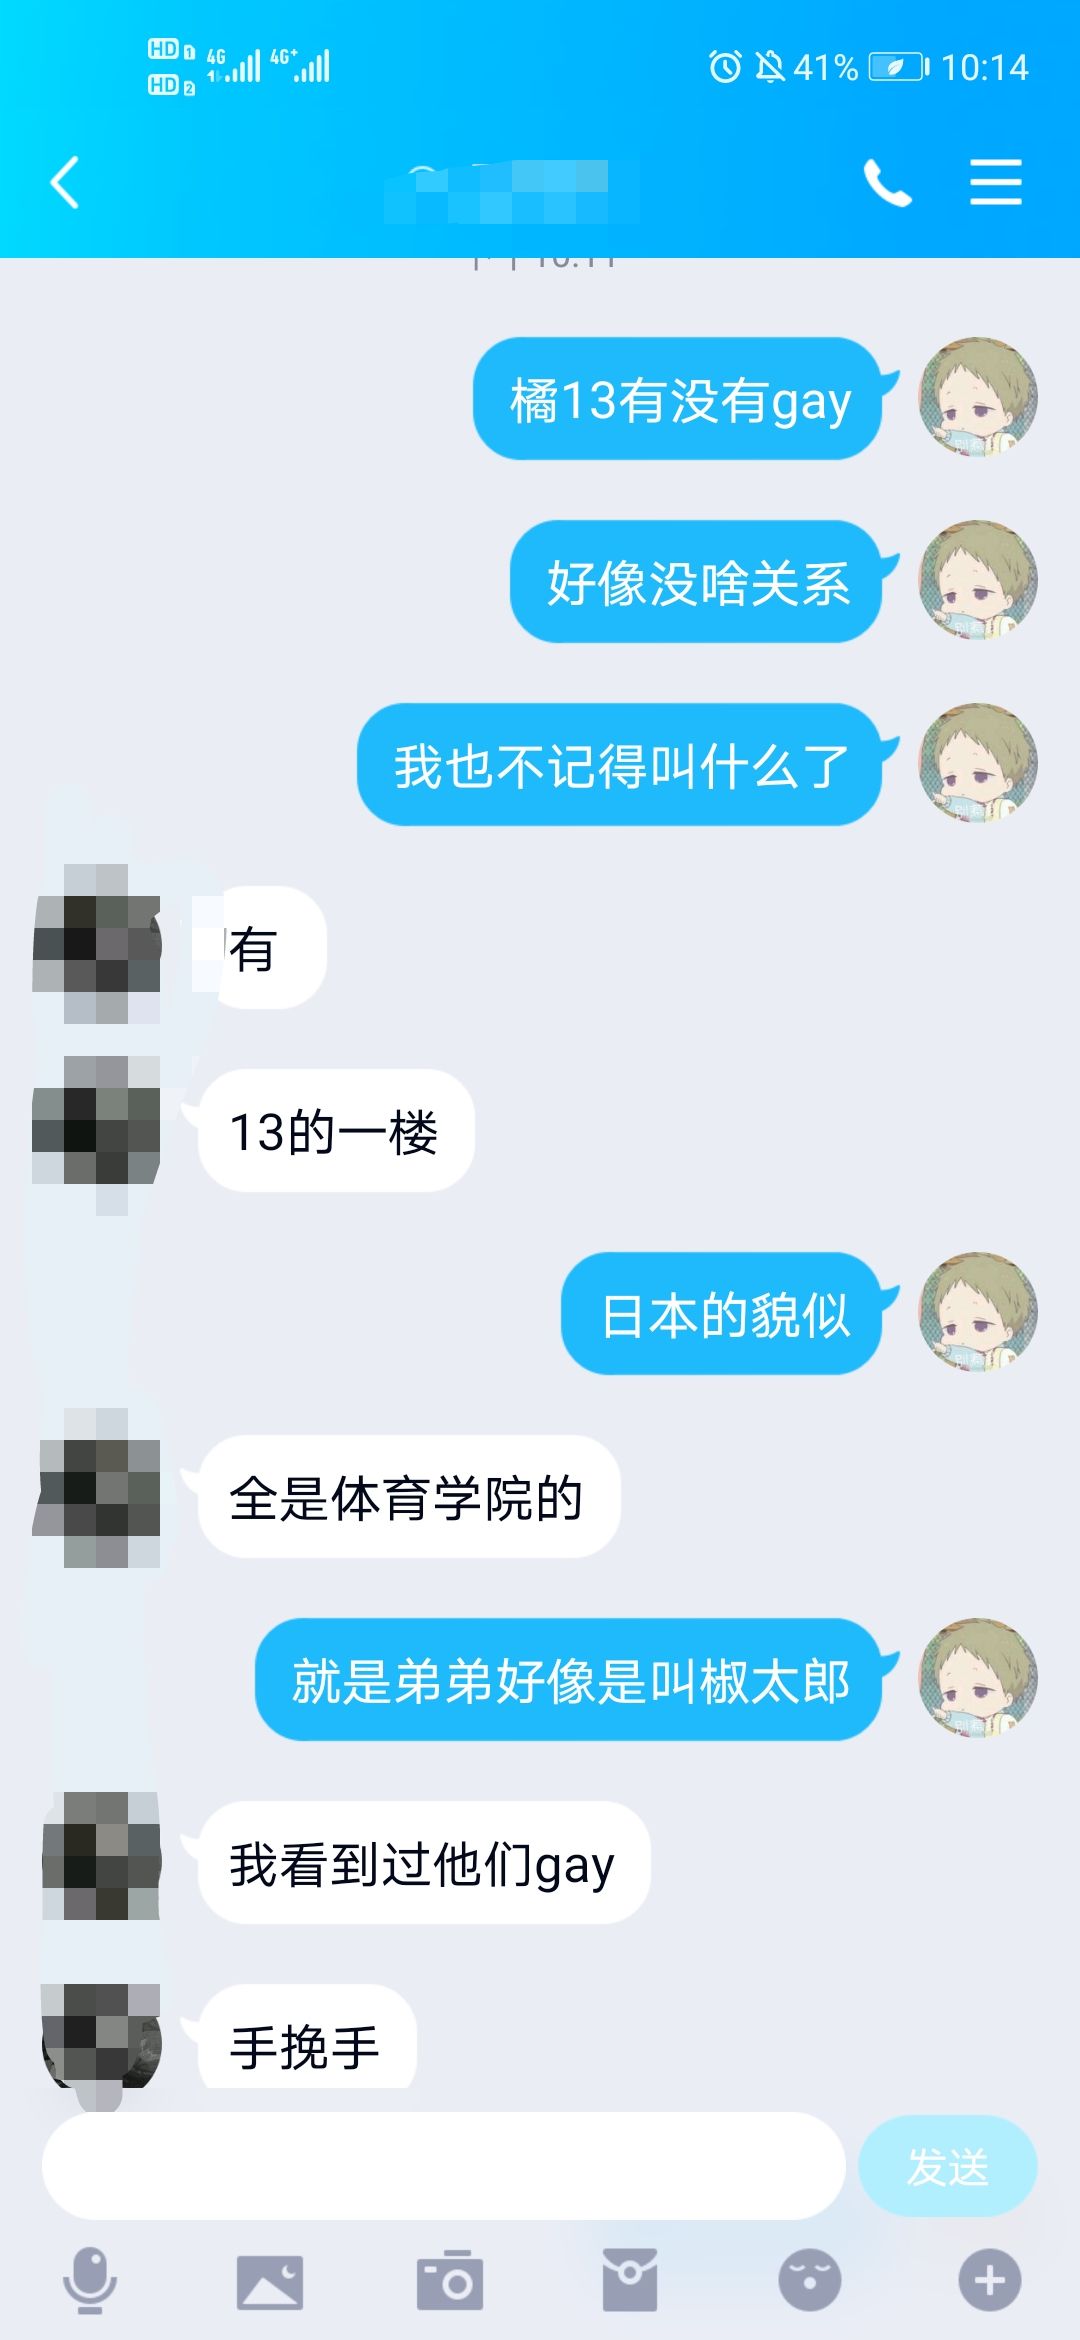 HD 1 4G 4G+ 41% 10:14
HD 2
橘13有没有gay
好像没啥关系
我也不记得叫什么了
有
13的一楼
日本的貌似
全是体育学院的
就是弟弟好像是叫椒太郎
我看到过他们gay
手挽手
发送